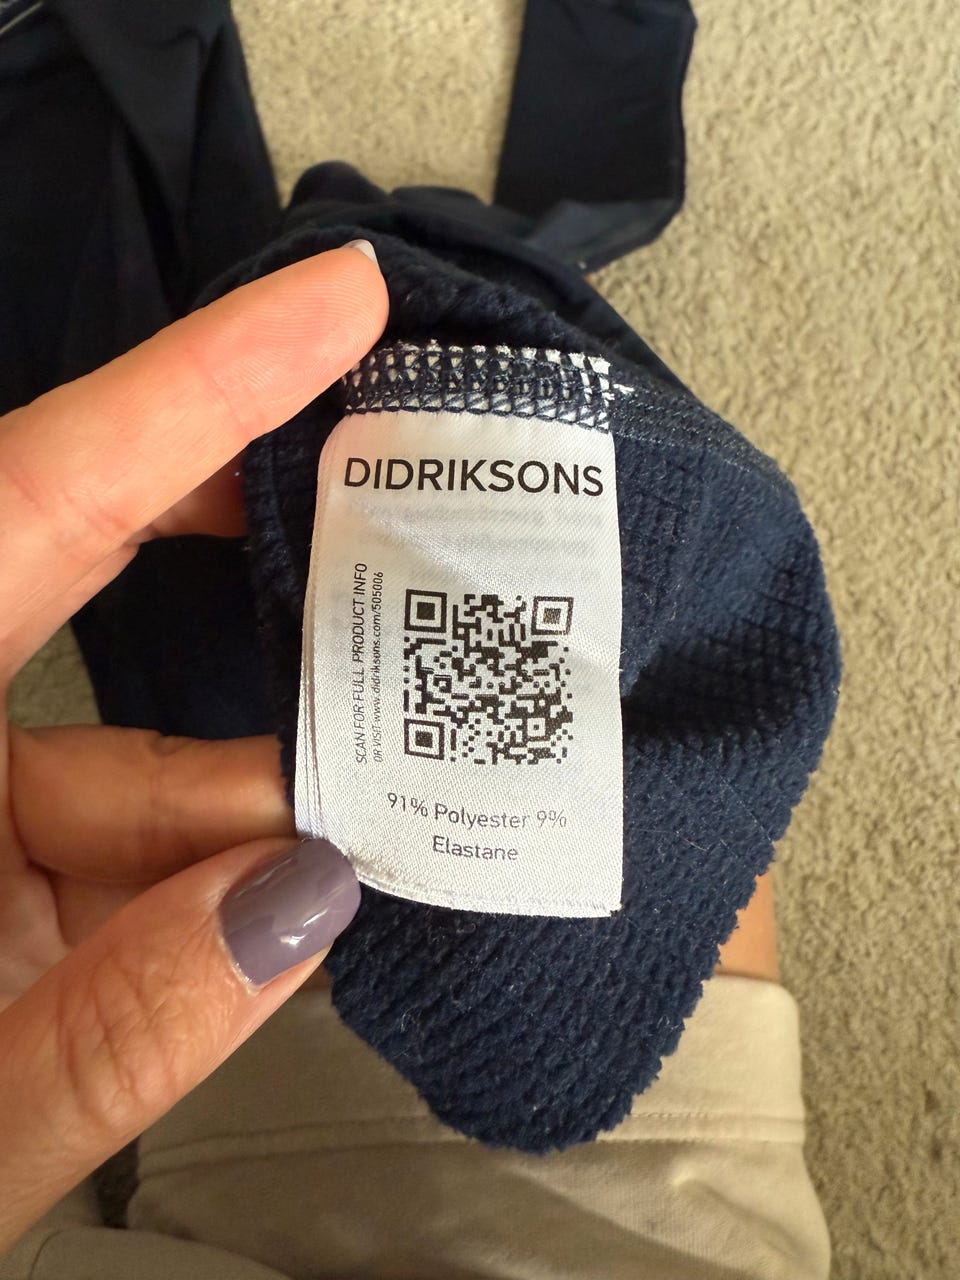 DIDRIKSONS
SCAN FOR FULL PRODUCT INFO
OR VISIT www.didriksons.com/505006
91% Polyester 9%
Elastane